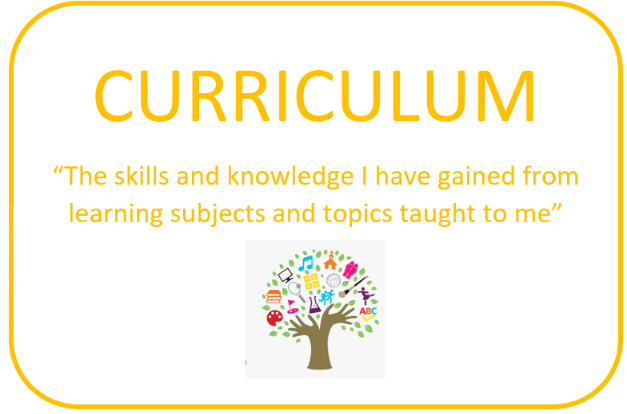 CURRICULUM
“The skills and knowledge I have gained from
learning subjects and topics taught to me”
ABC